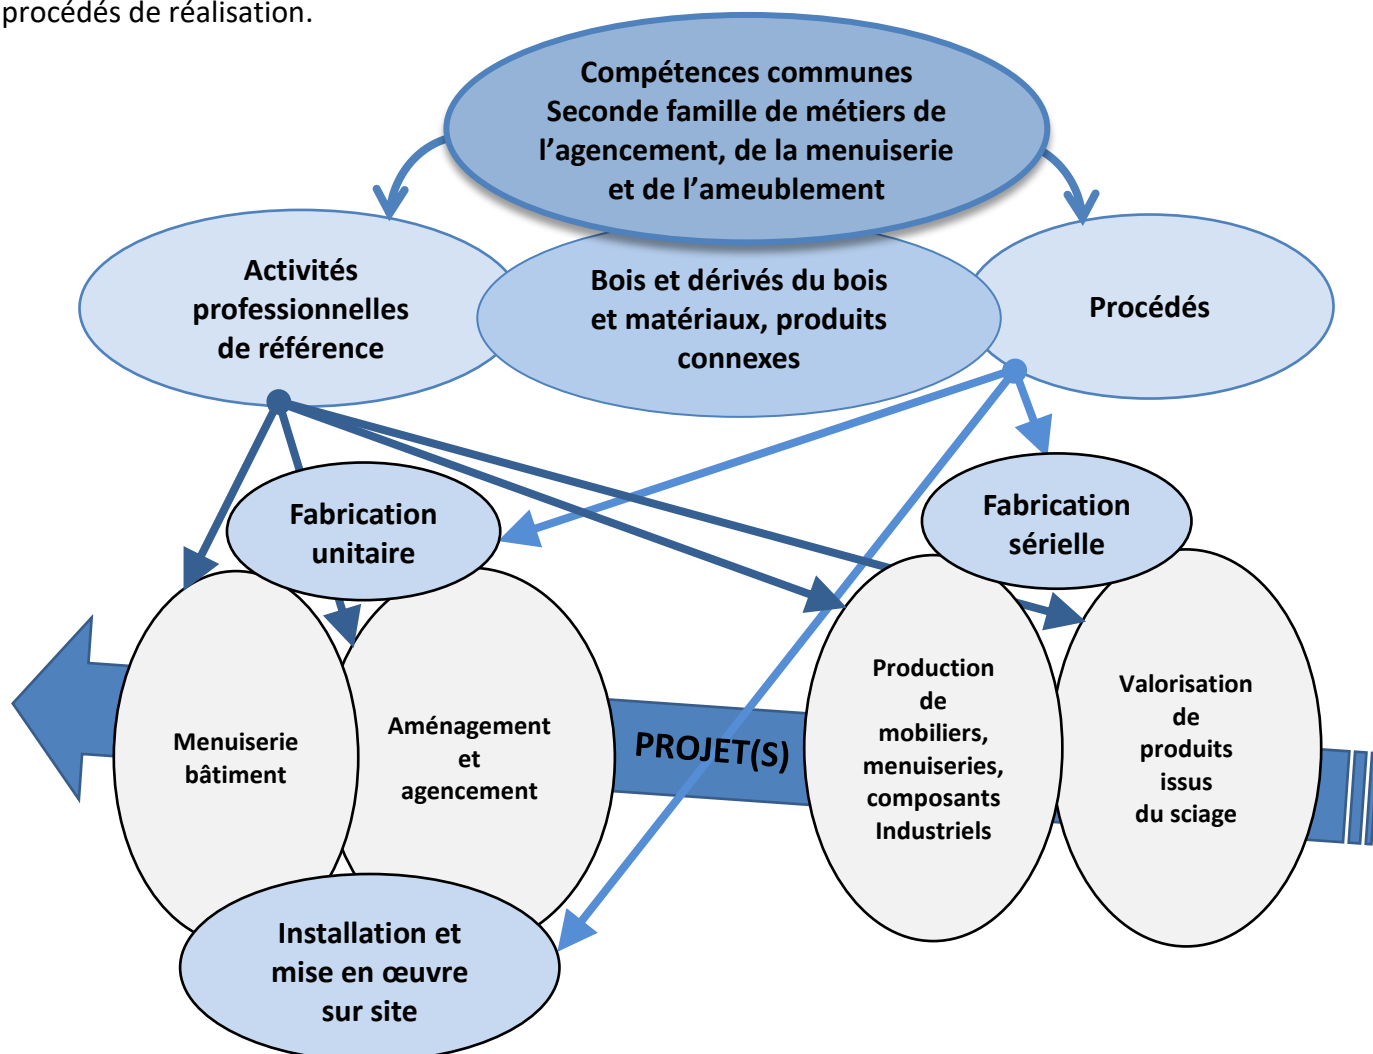 procédés de réalisation.
Compétences communes
Seconde famille de métiers de
l’agencement, de la menuiserie
et de l’ameublement
Activités
professionnelles
de référence
Bois et dérivés du bois
et matériaux, produits
connexes
Procédés
Fabrication
unitaire
Fabrication
sérielle
Menuiserie
bâtiment
Aménagement
et
agencement
PROJET(S)
Production
de
mobiliers,
menuiseries,
composants
Industriels
Valorisation
de
produits
issus
du sciage
Installation et
mise en œuvre
sur site